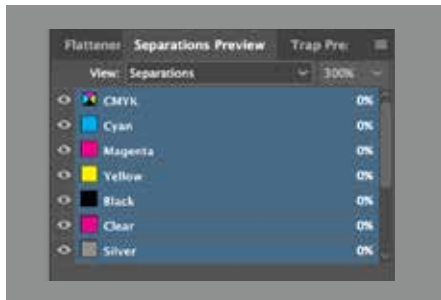 Flattener Separations Preview Trap Pre:
View: Separations 300%
CMYK 0%
Cyan 0%
Magenta 0%
Yellow 0%
Black 0%
Clear 0%
Silver 0%